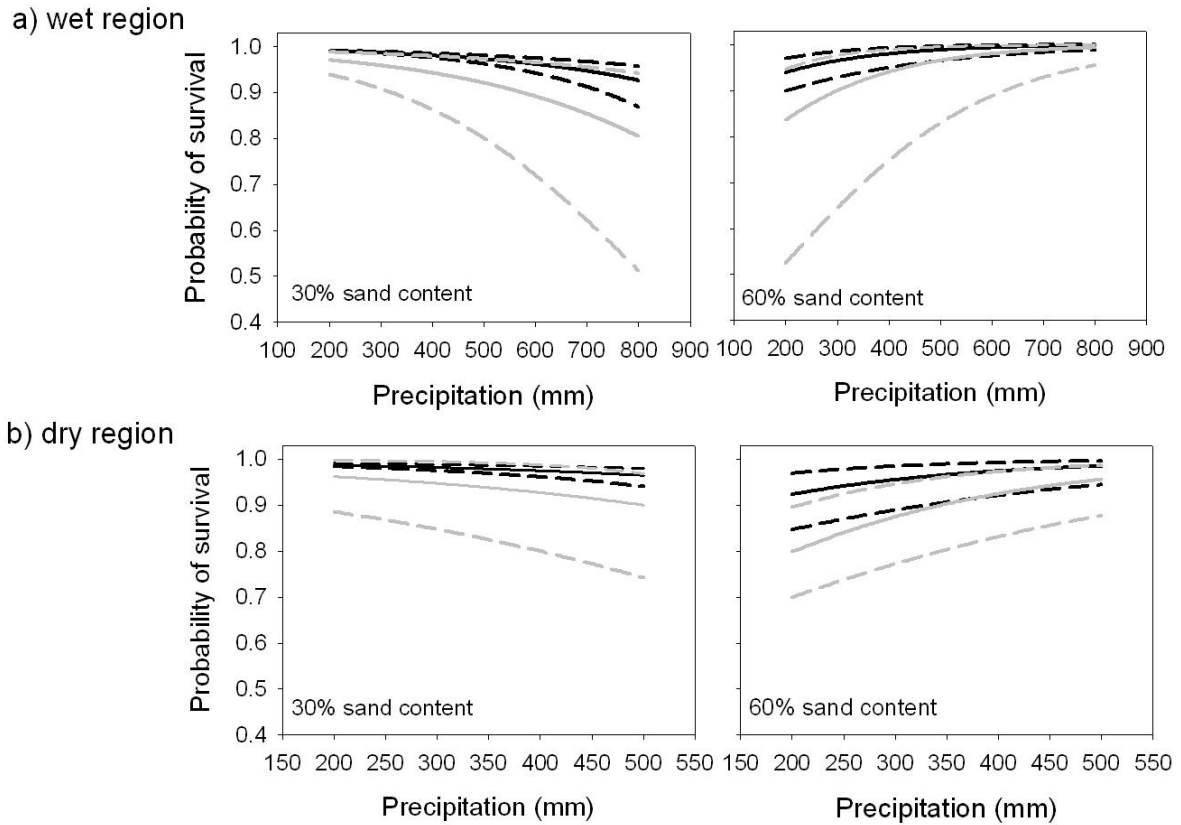 a) wet region
Probabiity of survival
1.0
0.9
0.8
0.7
0.6
0.5
0.4
30% sand content
60% sand content
100 200 300 400 500 600 700 800 900 100 200 300 400 500 600 700 800 900
Precipitation (mm)
Precipitation (mm)
b) dry region
Probability of survival
1.0
0.9
0.8
0.7
0.6
0.5
0.4
30% sand content
60% sand content
150 200 250 300 350 400 450 500 550 150 200 250 300 350 400 450 500 550
Precipitation (mm)
Precipitation (mm)